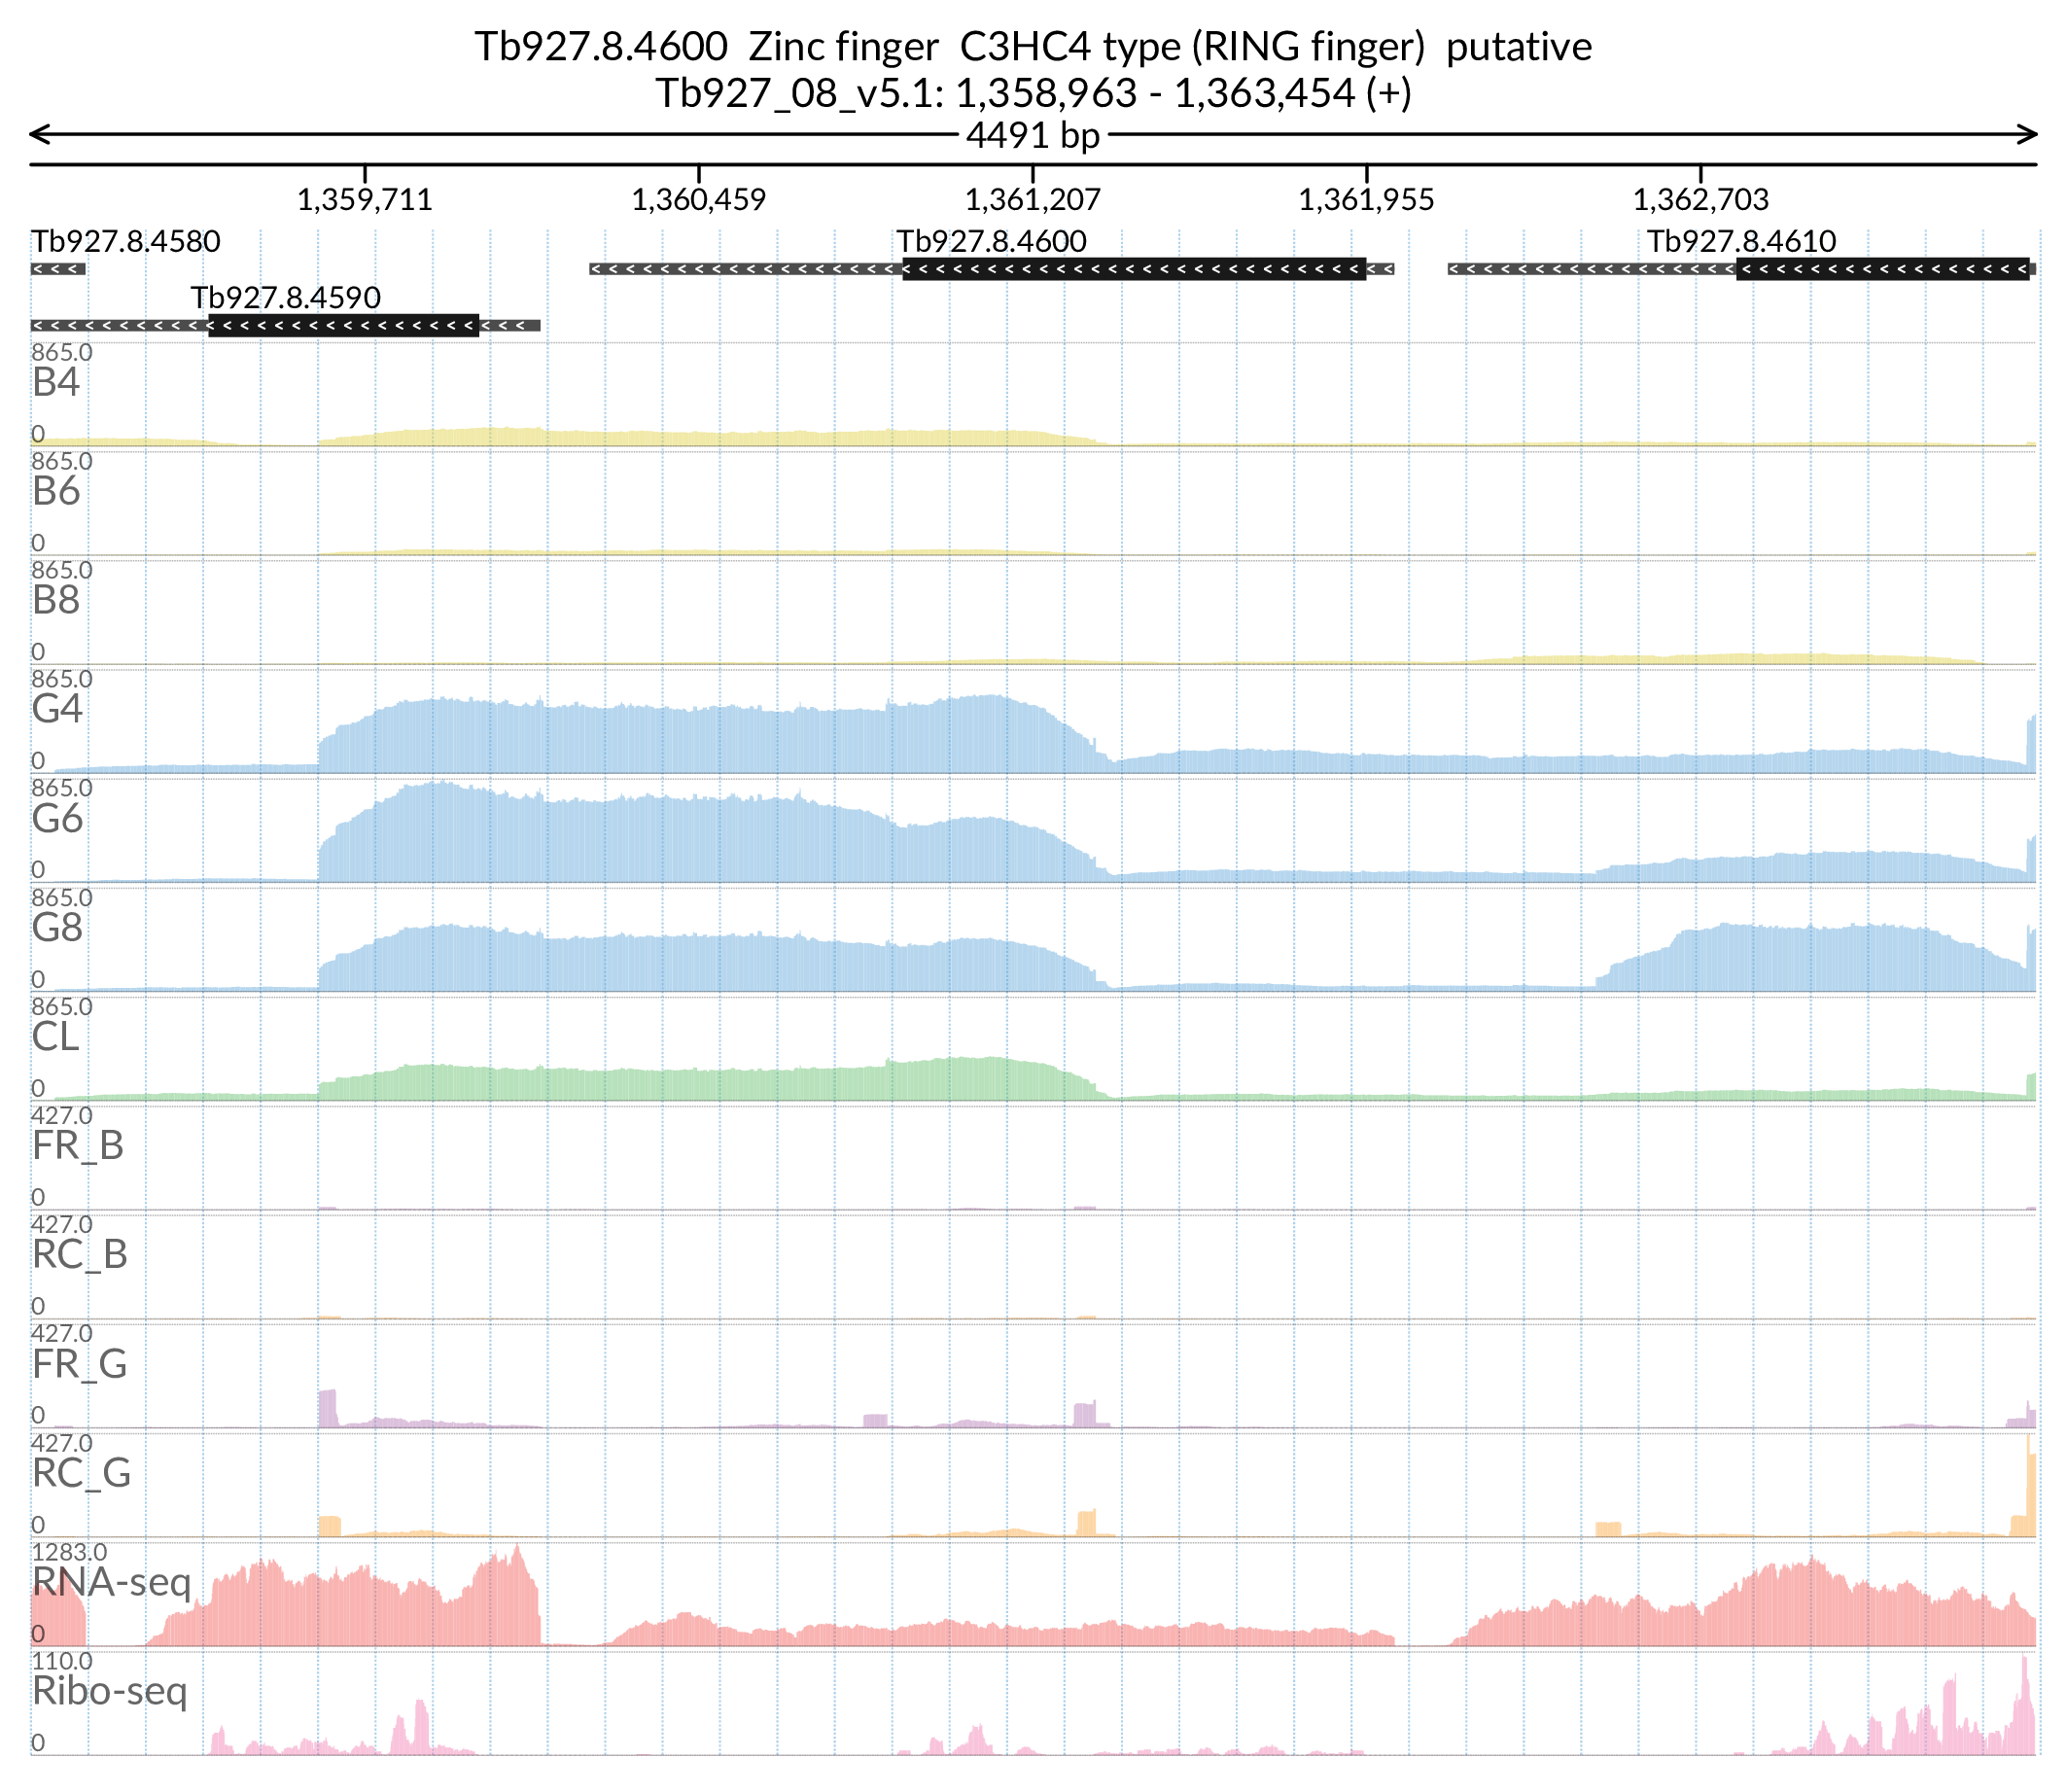 Tb927.8.4600  Zinc finger  C3HC4 type (RING finger)  putative
Tb927_08_v5.1: 1,358,963 - 1,363,454 (+)
4491 bp
1,359,711 1,360,459 1,361,207 1,361,955 1,362,703
Tb927.8.4580 Tb927.8.4600 Tb927.8.4610
Tb927.8.4590
865.0
B4
0
865.0
B6
0
865.0
B8
0
865.0
G4
0
865.0
G6
0
865.0
G8
0
865.0
CL
0
427.0
FR_B
0
427.0
RC_B
0
427.0
FR_G
0
427.0
RC_G
0
1283.0
RNA-seq
0
110.0
Ribo-seq
0